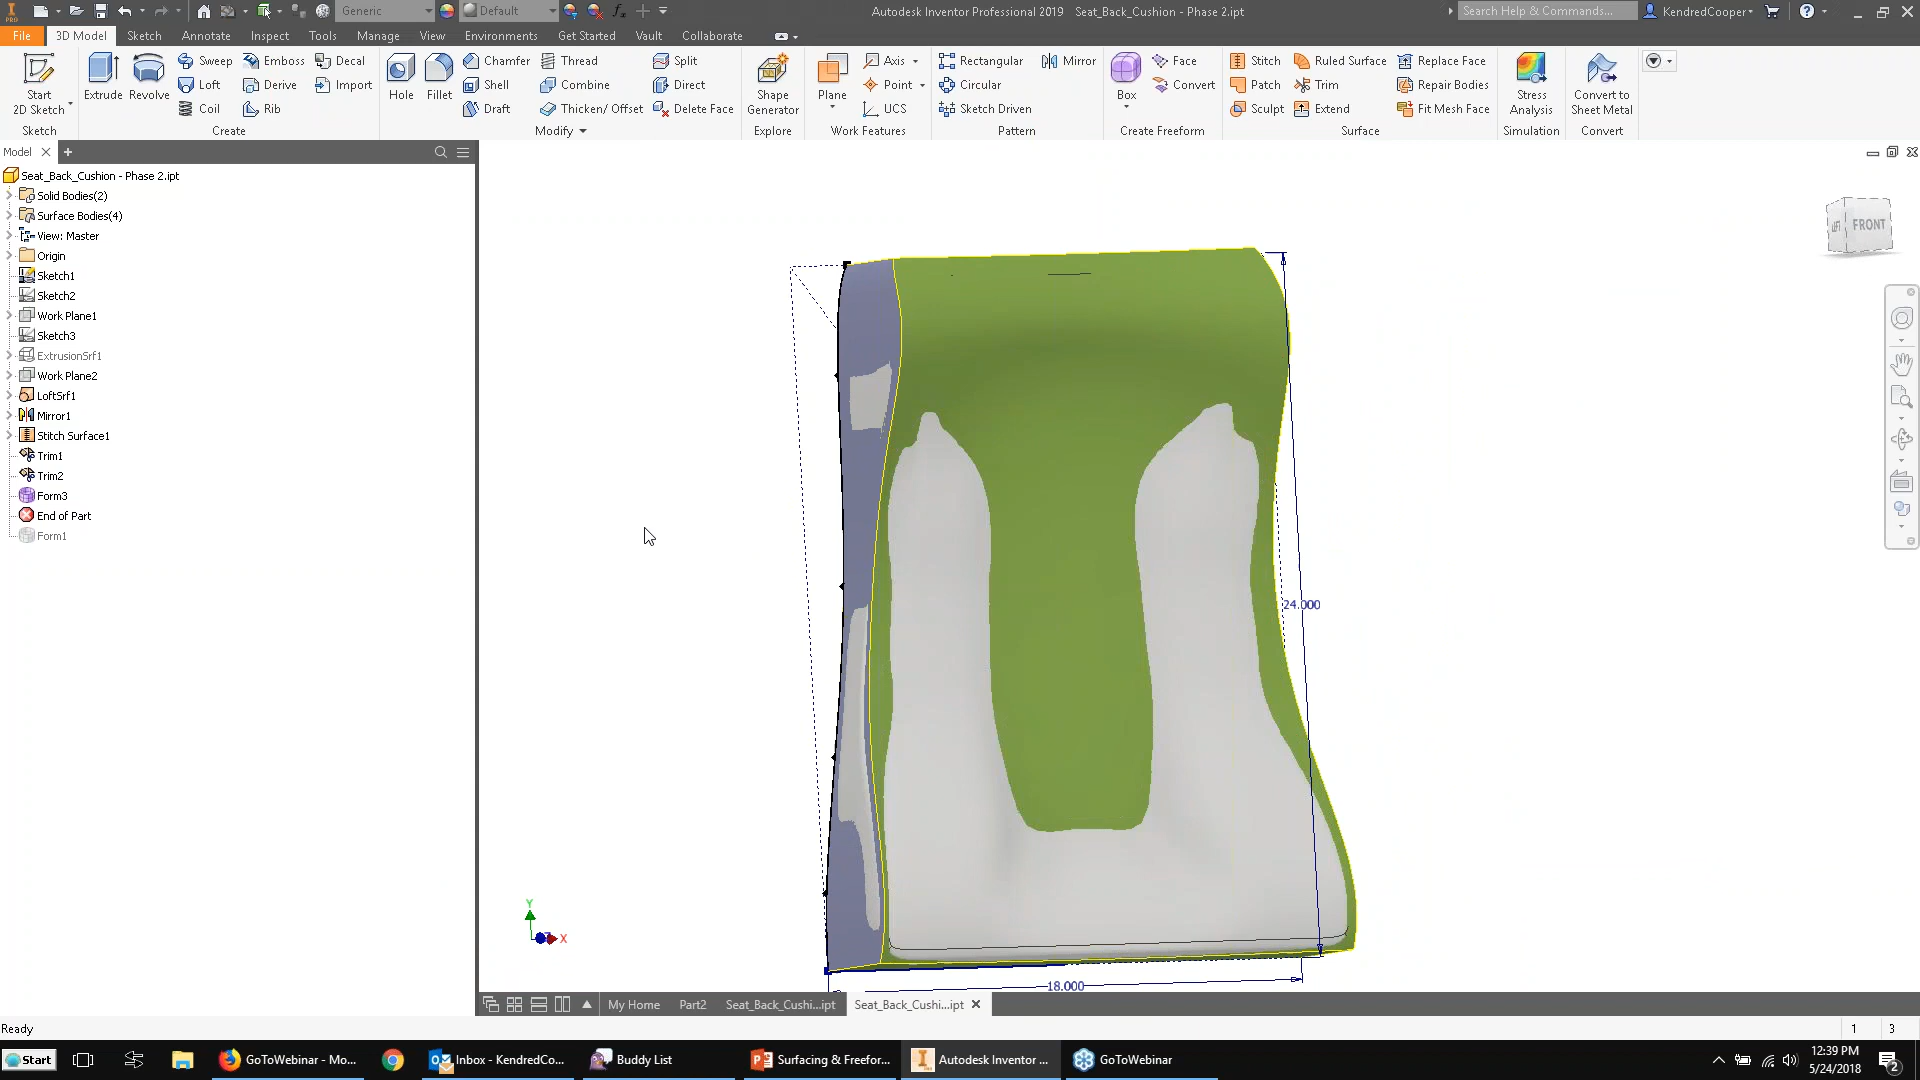 PRO
Generic
Default
Autodesk Inventor Professional 2019 Seat_Back_Cushion - Phase 2.ipt
Search Help & Commands...
KendredCooper
File 3D Model Sketch Annotate Inspect Tools Manage View Environments Get Started Vault Collaborate
Start
2D Sketch
Sketch
Extrude
Revolve
Sweep
Loft
Coil
Emboss
Derive
Rib
Decal
Import
Create
Hole
Fillet
Chamfer
Shell
Draft
Thread
Combine
Thicken/ Offset
Split
Direct
Delete Face
Modify
Shape
Generator
Explore
Plane
Axis
Point
UCS
Work Features
Rectangular
Circular
Sketch Driven
Mirror
Pattern
Box
Face
Convert
Create Freeform
Stitch
Patch
Sculpt
Ruled Surface
Trim
Extend
Replace Face
Repair Bodies
Fit Mesh Face
Surface
Stress
Analysis
Simulation
Convert to
Sheet Metal
Convert
Model
Seat_Back_Cushion - Phase 2.ipt
Solid Bodies(2)
Surface Bodies(4)
View: Master
Origin
Sketch1
Sketch2
Work Plane1
Sketch3
ExtrusionSrf1
Work Plane2
LoftSrf1
Mirror1
Stitch Surface1
Trim1
Trim2
Form3
End of Part
Form1
LEFT
FRONT
24.000
18.000
Y
X
My Home
Part2
Seat_Back_Cushi...ipt
Seat_Back_Cushi...ipt
Ready
1
3
Start
GoToWebinar - Mo...
Inbox - KendredCo...
Buddy List
Surfacing & Freefor...
Autodesk Inventor ...
GoToWebinar
12:39 PM
5/24/2018
2